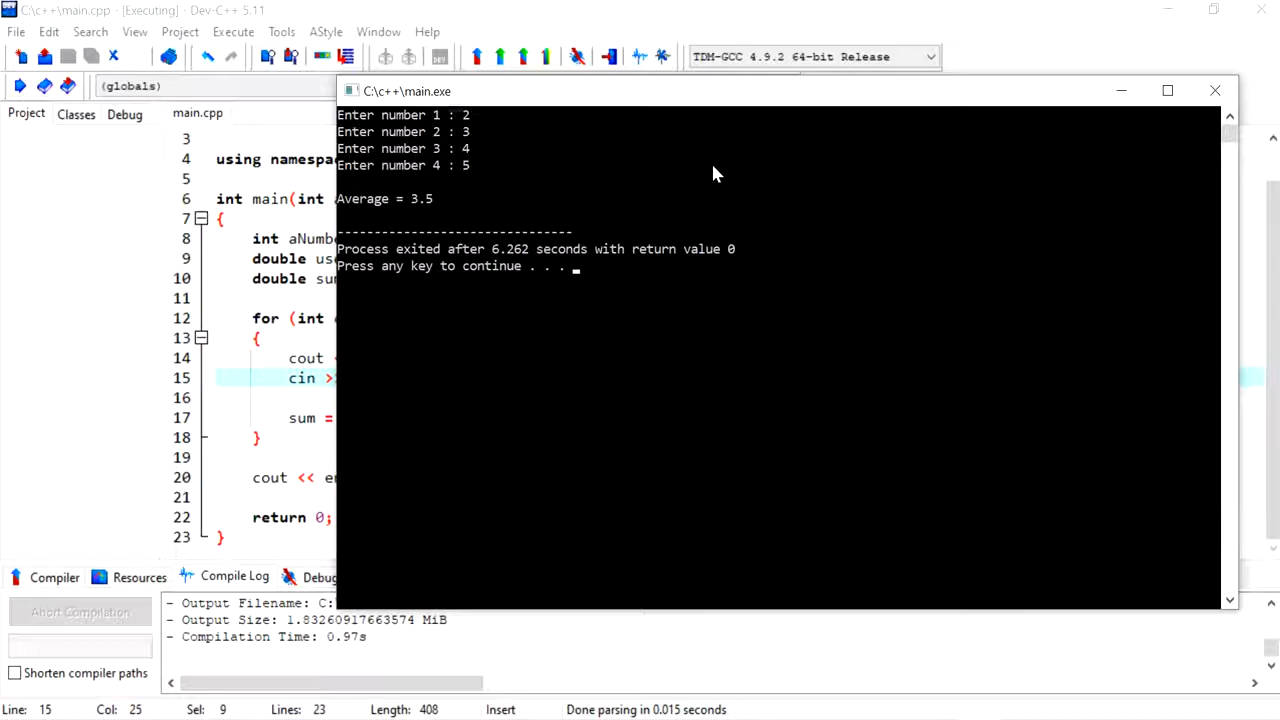 C:\c++\main.cpp - [Executing] - Dev-C++ 5.11
File Edit Search View Project Execute Tools AStyle Window Help
TDM-GCC 4.9.2 64-bit Release
(globals)
Project Classes Debug
main.cpp
3
4 using namespa
5
6 int main(int
7 {
8 int aNumb
9 double us
10 double su
11
12 for (int
13 {
14 cout <
15 cin >
16
17 sum =
18 }
19
20 cout << e
21
22 return 0;
23 }
C:\c++\main.exe
Enter number 1 : 2
Enter number 2 : 3
Enter number 3 : 4
Enter number 4 : 5
Average = 3.5
--------------------------------
Process exited after 6.262 seconds with return value 0
Press any key to continue . . .
Compiler Resources Compile Log Debug
Abort Compilation
Shorten compiler paths
- Output Filename: C:
- Output Size: 1.83260917663574 MiB
- Compilation Time: 0.97s
Line: 15 Col: 25 Sel: 9 Lines: 23 Length: 408 Insert Done parsing in 0.015 seconds